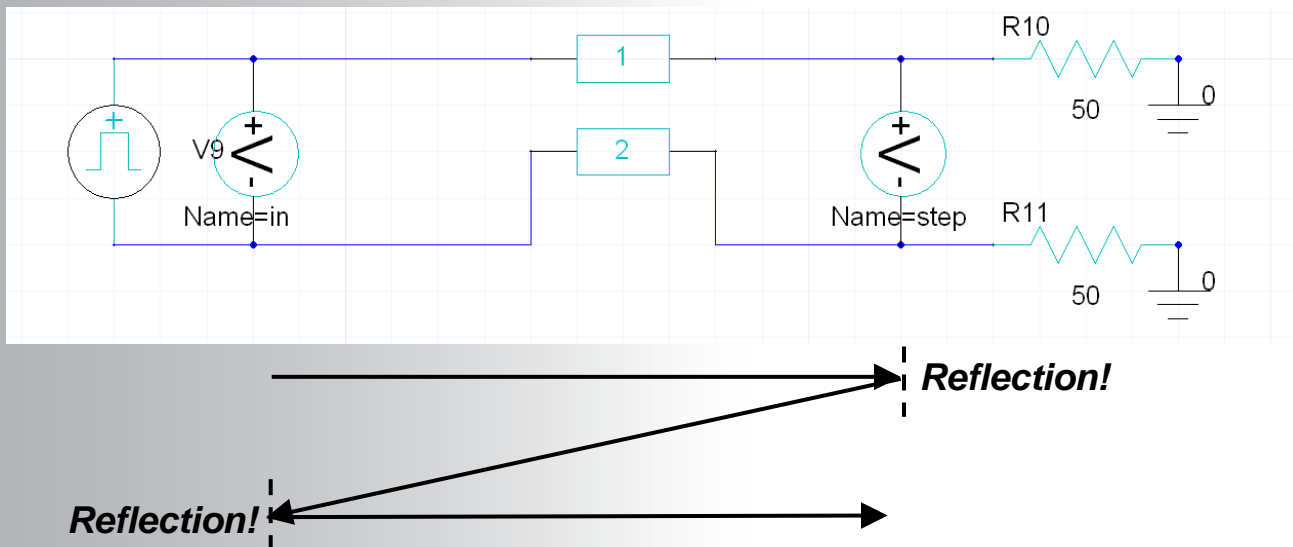 R10
1
0
50
+
+
+
V9
<
<
2
-
-
Name=in
Name=step
R11
0
50
Reflection!
Reflection!